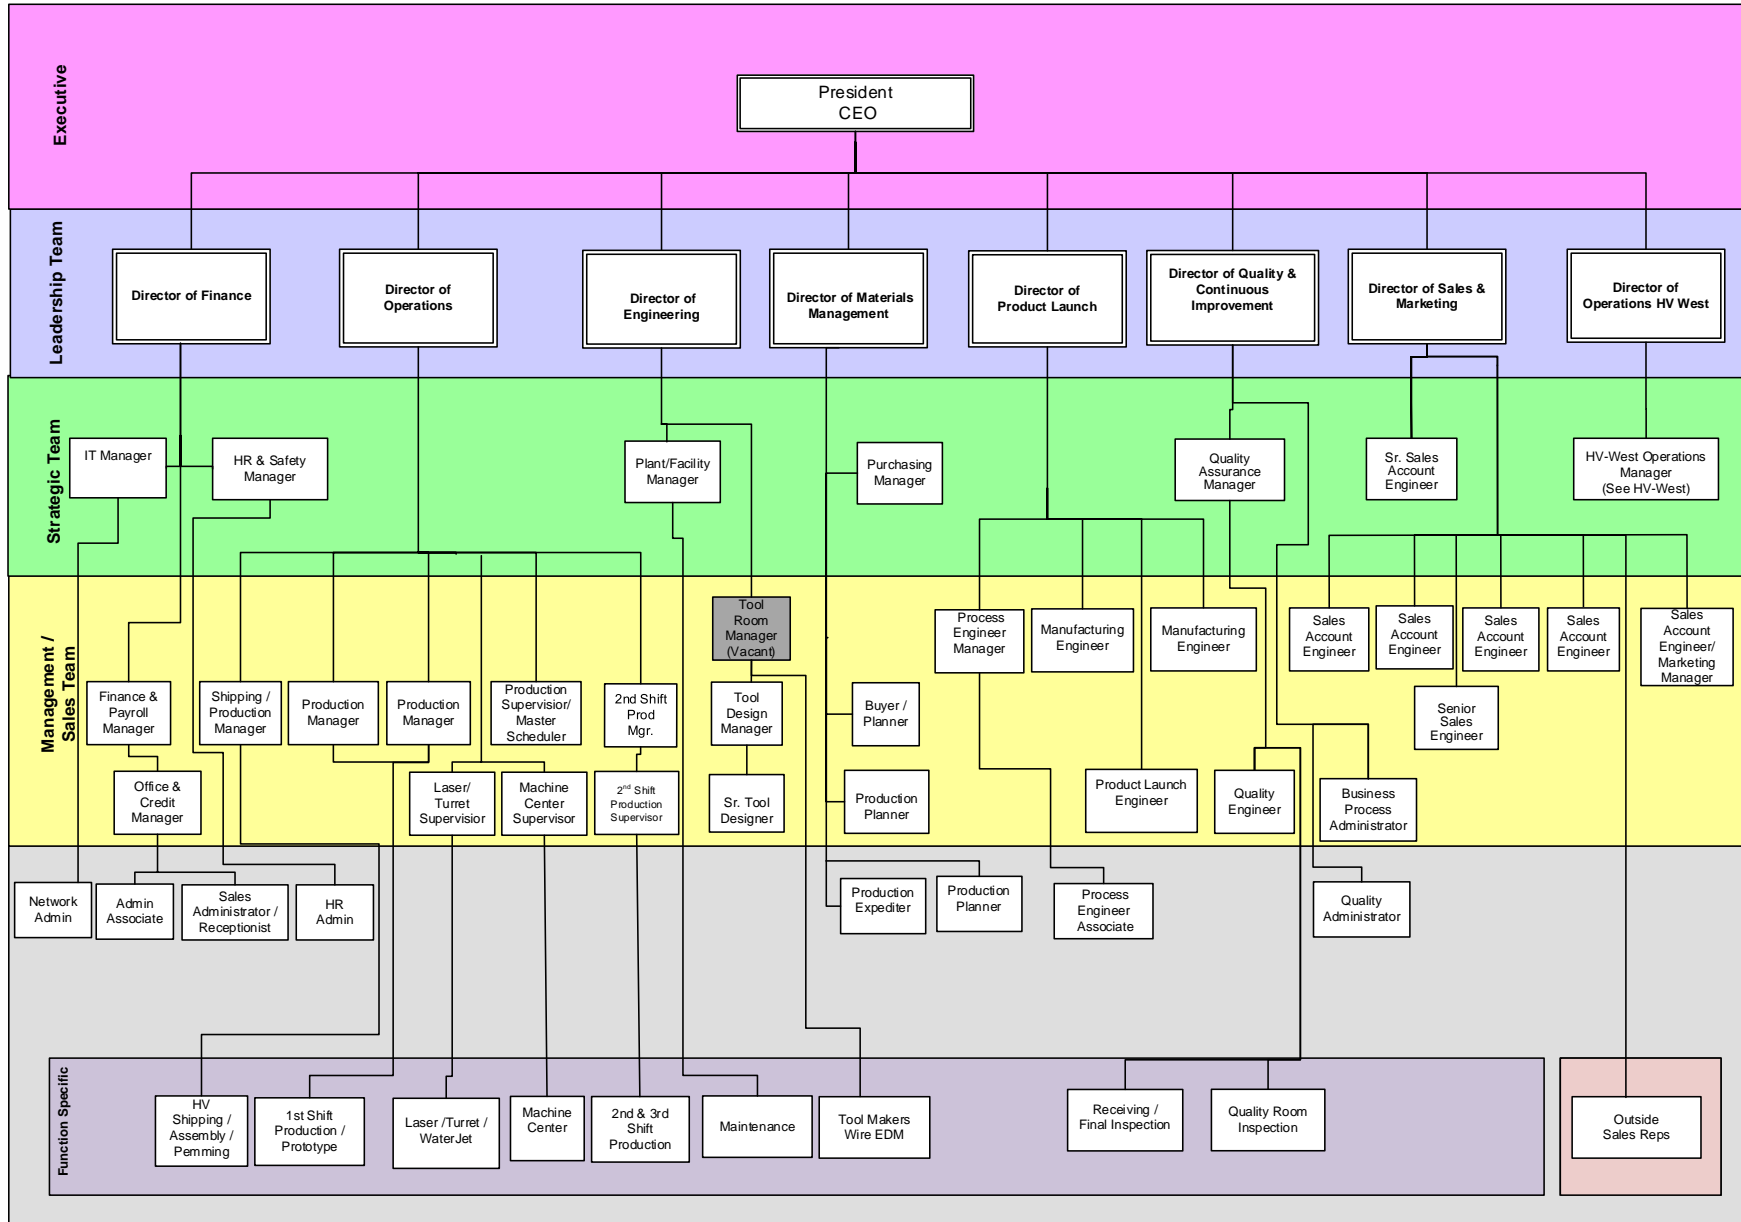 Executive
President
CEO
Leadership Team
Director of Finance
Director of
Operations
Director of
Engineering
Director of Materials
Management
Director of
Product Launch
Director of Quality &
Continuous
Improvement
Director of Sales &
Marketing
Director of
Operations HV West
Strategic Team
IT Manager
HR & Safety
Manager
Plant/Facility
Manager
Purchasing
Manager
Quality
Assurance
Manager
Sr. Sales
Account
Engineer
HV-West Operations
Manager
(See HV-West)
Management /
Sales Team
Tool
Room
Manager
(Vacant)
Process
Engineer
Manager
Manufacturing
Engineer
Manufacturing
Engineer
Sales
Account
Engineer
Sales
Account
Engineer
Sales
Account
Engineer
Sales
Account
Engineer
Sales
Account
Engineer/
Marketing
Manager
Finance &
Payroll
Manager
Shipping /
Production
Manager
Production
Manager
Production
Manager
Production
Supervisior/
Master
Scheduler
2nd Shift
Prod
Mgr.
Tool
Design
Manager
Buyer /
Planner
Senior
Sales
Engineer
Office &
Credit
Manager
Laser/
Turret
Supervisior
Machine
Center
Supervisor
2nd Shift
Production
Supervisor
Sr. Tool
Designer
Production
Planner
Product Launch
Engineer
Quality
Engineer
Business
Process
Administrator
Network
Admin
Admin
Associate
Sales
Administrator /
Receptionist
HR
Admin
Production
Expediter
Production
Planner
Process
Engineer
Associate
Quality
Administrator
Function Specific
HV
Shipping /
Assembly /
Pemming
1st Shift
Production /
Prototype
Laser /Turret /
WaterJet
Machine
Center
2nd & 3rd
Shift
Production
Maintenance
Tool Makers
Wire EDM
Receiving /
Final Inspection
Quality Room
Inspection
Outside
Sales Reps